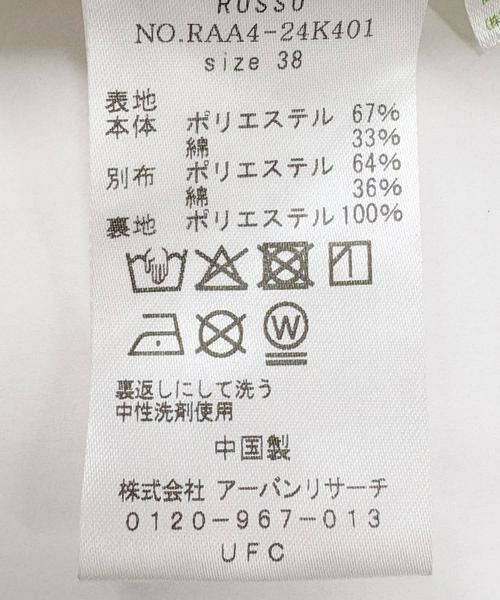 RUSSU
NO.RAA4-24K401
size 38
表地
本体 ポリエステル 67%
綿 33%
別布 ポリエステル 64%
綿 36%
裏地 ポリエステル 100%
W
裏返しにして洗う
中性洗剤使用
中国製
株式会社 アーバンリサーチ
0120-967-013
UFC